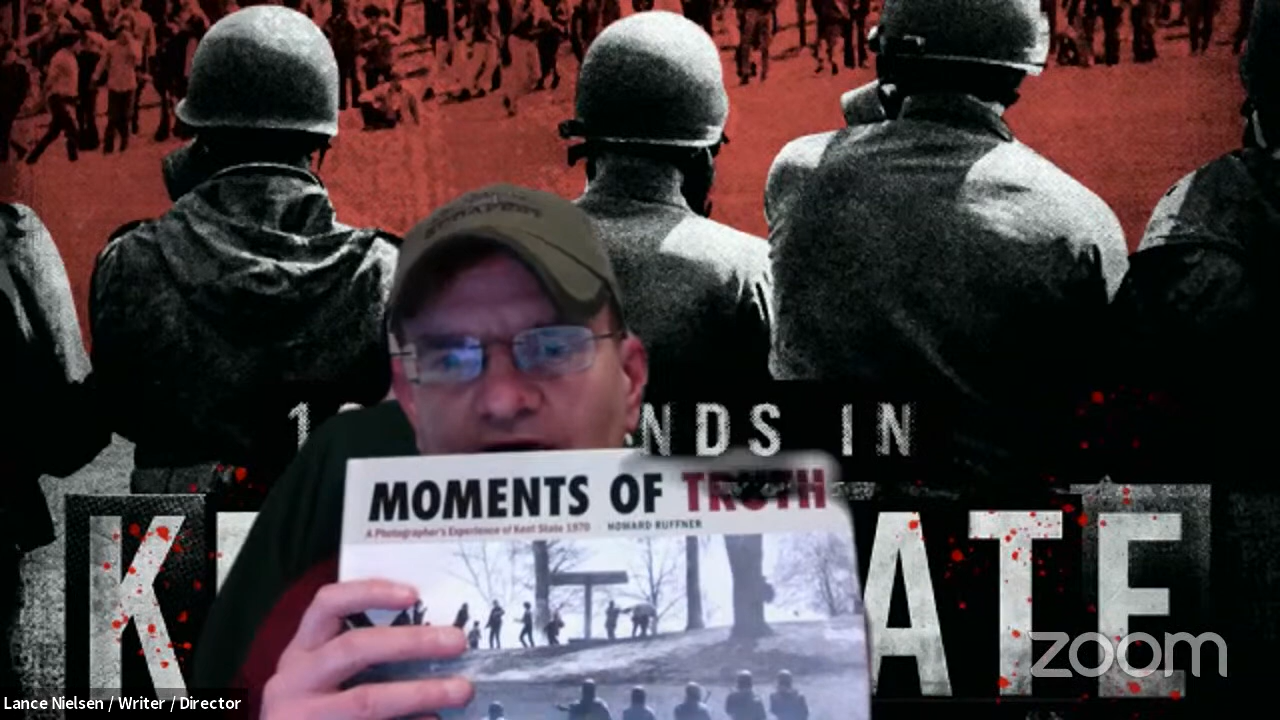 NDS IN
K ATE
MOMENTS OF TRUTH
A Photographer's Experience of Kent State 1970 HOWARD RUFFNER
zoom
Lance Nielsen / Writer / Director